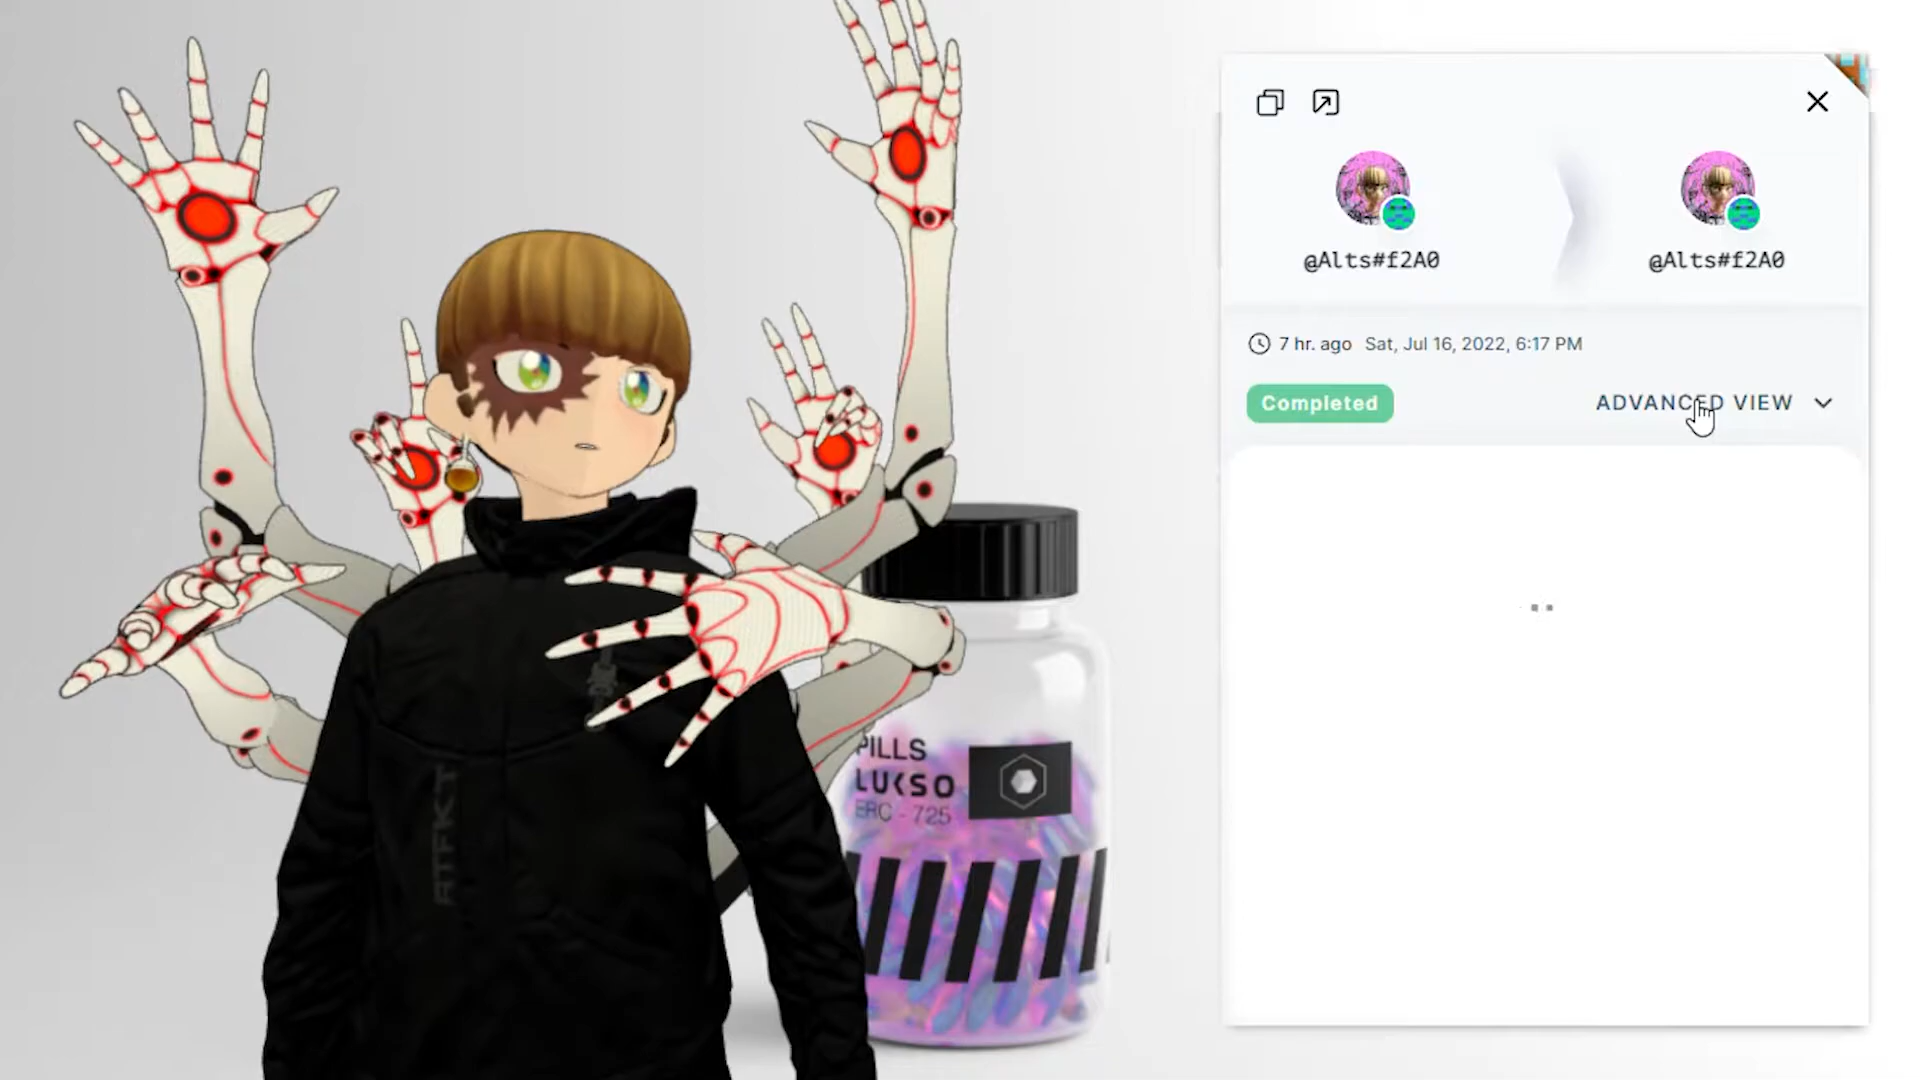 @Alts#f2A0
@Alts#f2A0
7 hr. ago Sat, Jul 16, 2022, 6:17 PM
Completed
ADVANCED VIEW
PILLS
LUKSO
ERC - 725
RTFKT